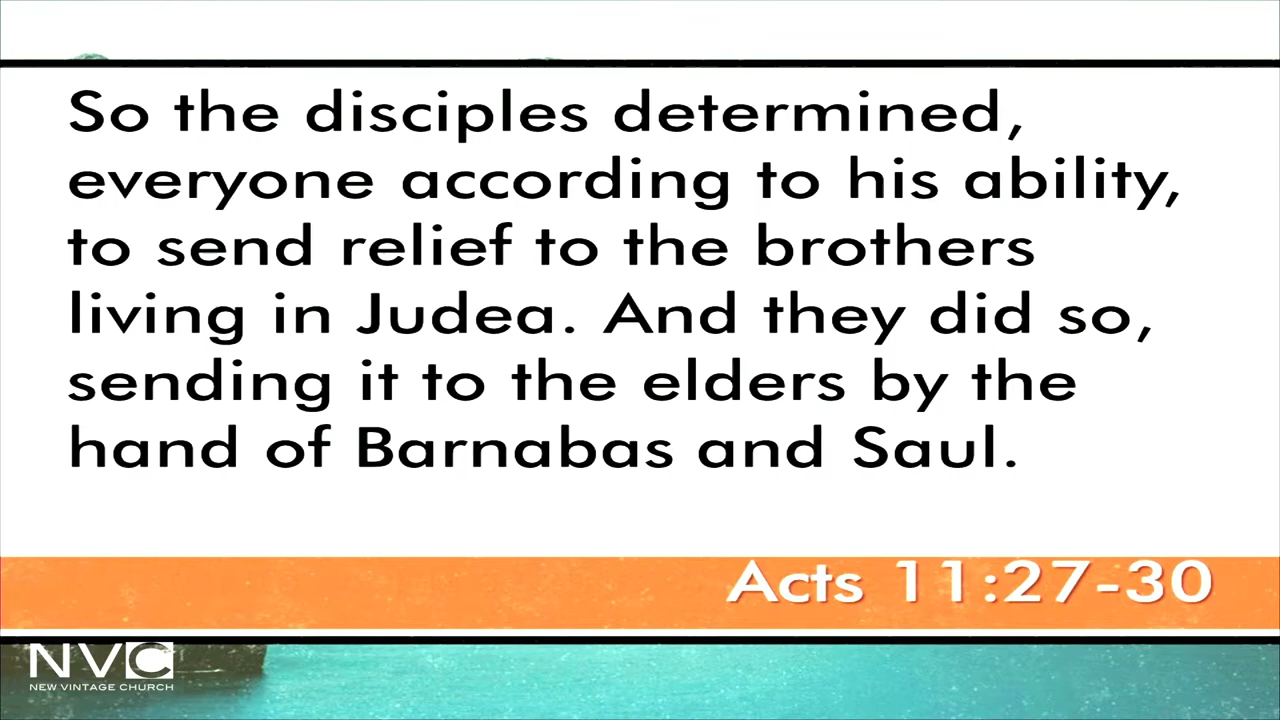 So the disciples determined,
everyone according to his ability,
to send relief to the brothers
living in Judea. And they did so,
sending it to the elders by the
hand of Barnabas and Saul.
Acts 11:27-30
NVC
NEW VINTAGE CHURCH